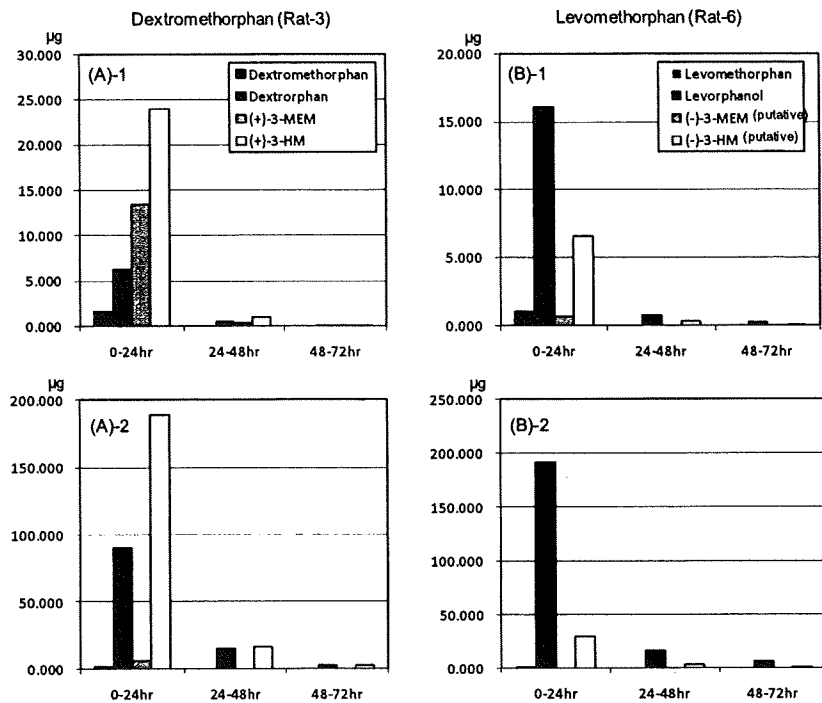 Dextromethorphan (Rat-3)
µg
30.000
25.000
20.000
15.000
10.000
5.000
0.000
(A)-1
Dextromethorphan
Dextrorphan
(+)-3-MEM
(+)-3-HM
0-24hr
24-48hr
48-72hr
Levomethorphan (Rat-6)
µg
20.000
15.000
10.000
5.000
0.000
(B)-1
Levomethorphan
Levorphanol
(-)-3-MEM (putative)
(-)-3-HM (putative)
0-24hr
24-48hr
48-72hr
µg
200.000
150.000
100.000
50.000
0.000
(A)-2
0-24hr
24-48hr
48-72hr
µg
250.000
200.000
150.000
100.000
50.000
0.000
(B)-2
0-24hr
24-48hr
48-72hr